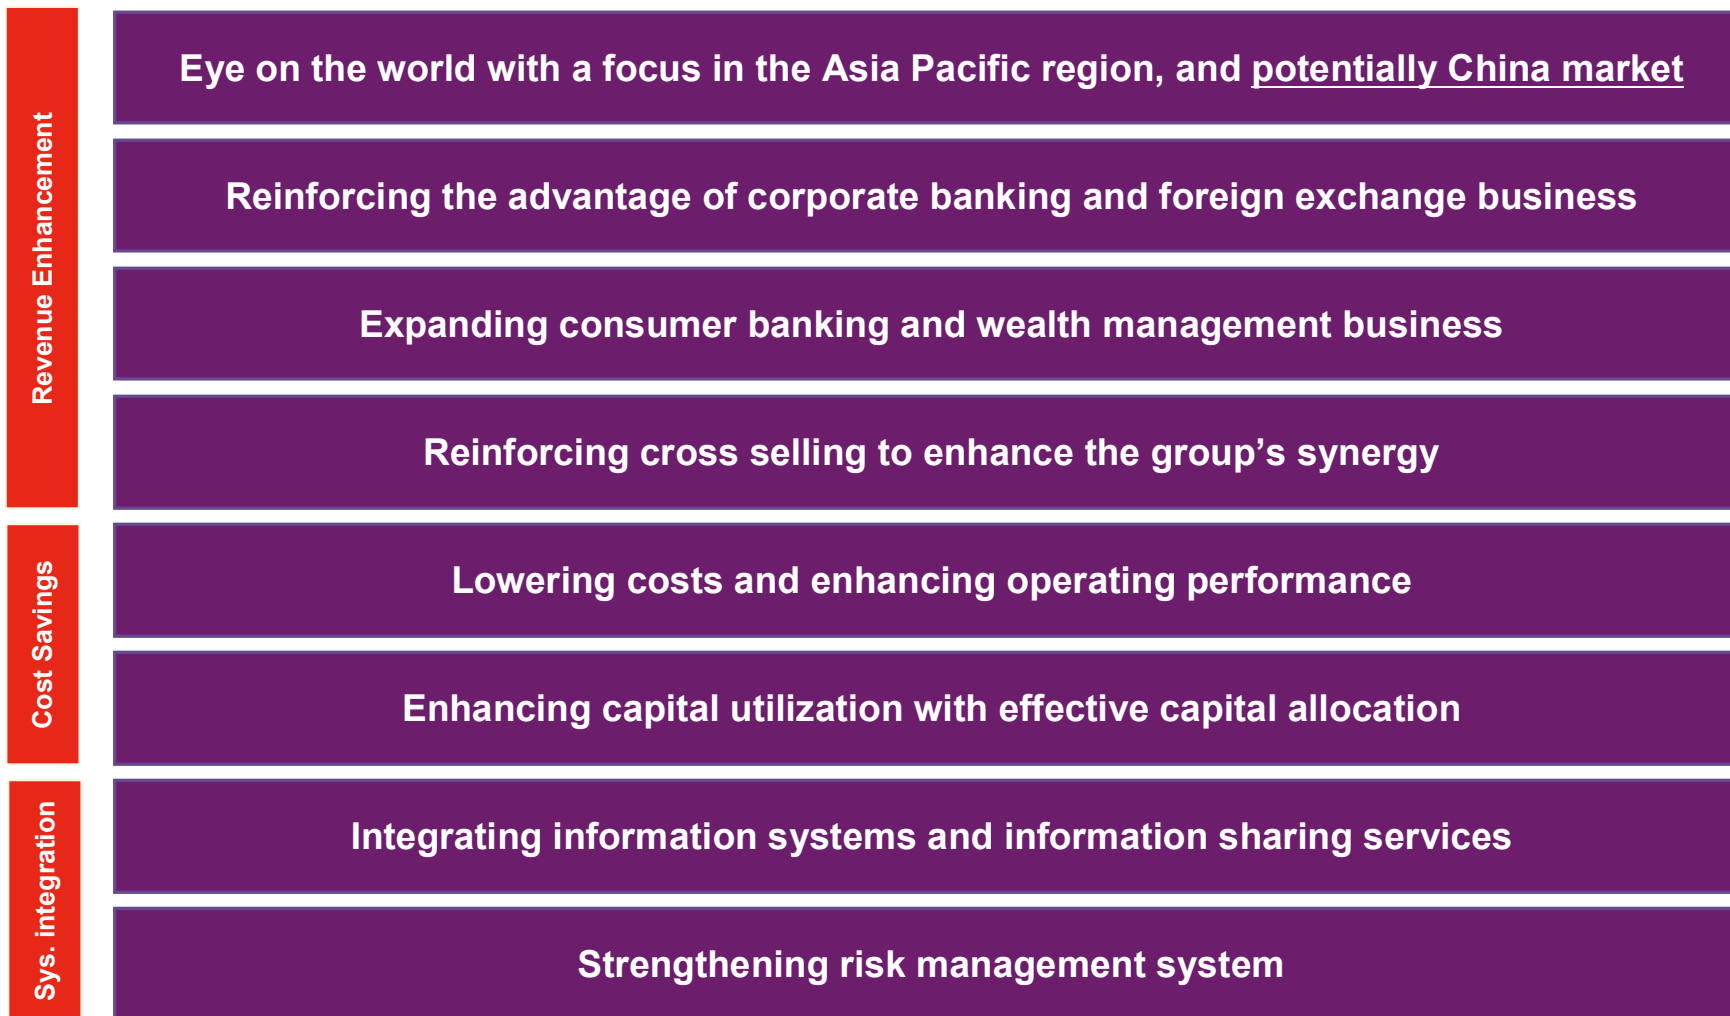 Revenue Enhancement
Eye on the world with a focus in the Asia Pacific region, and potentially China market
Reinforcing the advantage of corporate banking and foreign exchange business
Expanding consumer banking and wealth management business
Reinforcing cross selling to enhance the group’s synergy
Cost Savings
Lowering costs and enhancing operating performance
Enhancing capital utilization with effective capital allocation
Sys. integration
Integrating information systems and information sharing services
Strengthening risk management system